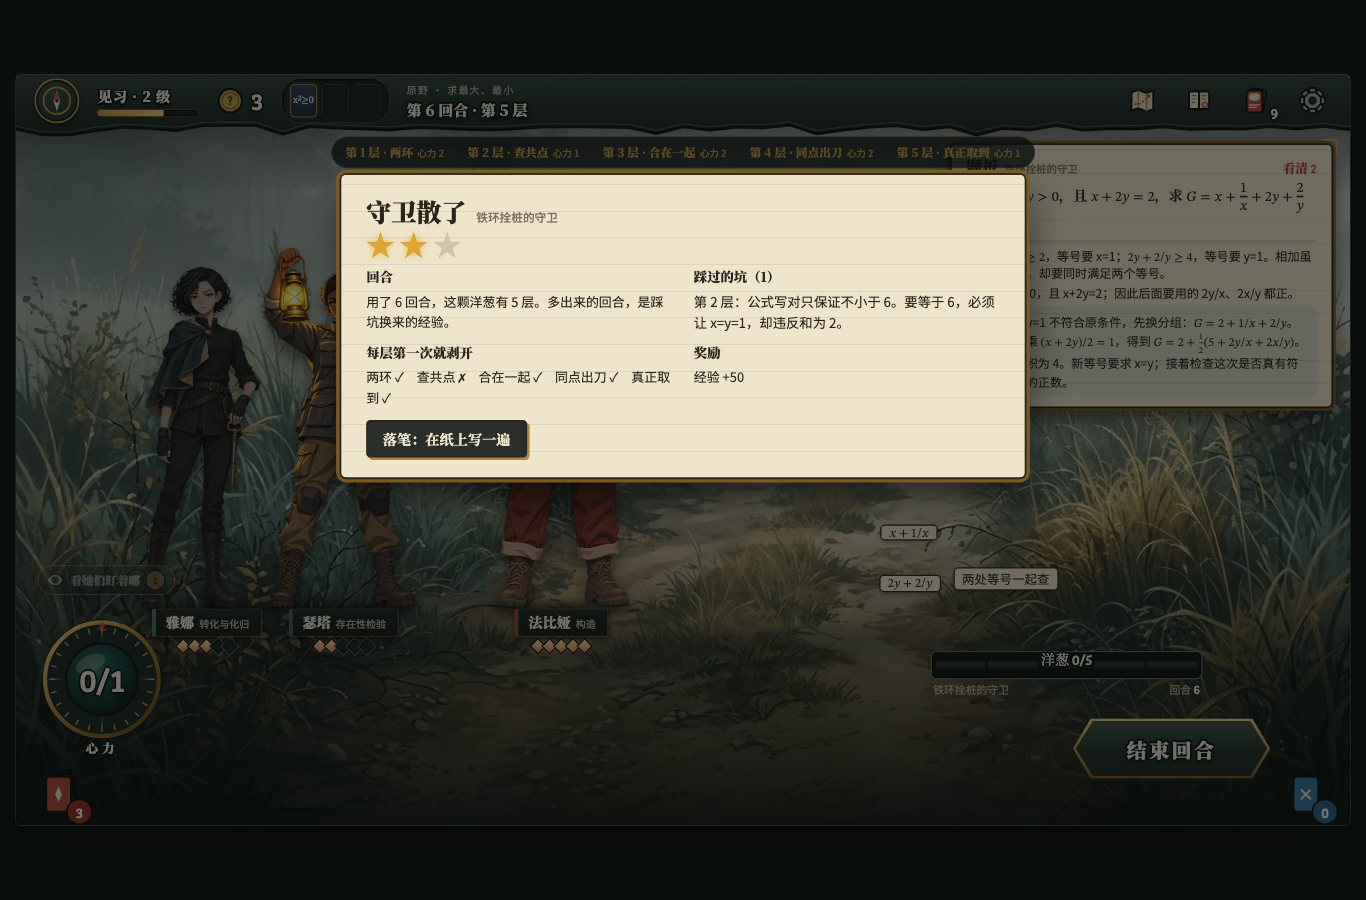 见习·2级
?
3
x²≥0
原野 · 求最大、最小
第6回合·第5层
9
第1层·两环 心力2
第2层·查共点 心力1
第3层·合在一起 心力2
第4层·同点出刀 心力2
第5层·真正取到 心力1
铁环拴桩的守卫
看清2
y > 0，且 x + 2y = 2，求 G = x + 1/x + 2y + 2/y
≥ 2，等号要 x=1；2y + 2/y ≥ 4，等号要 y=1。相加虽
却要同时满足两个等号。
0，且 x+2y=2；因此后面要用的 2y/x、2x/y 都正。
y=1 不符合原条件，先换分组：G = 2 + 1/x + 2/y。
乘 (x + 2y)/2 = 1，得到 G = 2 + 1/2(5 + 2y/x + 2x/y)。
积为 4。新等号要求 x=y；接着检查这次是否真有符
的正数。
守卫散了 铁环拴桩的守卫
回合
用了 6 回合，这颗洋葱有 5 层。多出来的回合，是踩
坑换来的经验。
踩过的坑（1）
第 2 层：公式写对只保证不小于 6。要等于 6，必须
让 x=y=1，却违反和为 2。
每层第一次就剥开
两环 ✓ 查共点 ✗ 合在一起 ✓ 同点出刀 ✓ 真正取
到 ✓
奖励
经验 +50
落笔：在纸上写一遍
x + 1/x
2y + 2/y
两处等号一起查
看她们盯着哪 1
雅娜 转化与化归
瑟塔 存在性检验
法比娅 构造
0/1
心力
洋葱 0/5
铁环拴桩的守卫
回合 6
结束回合
3
0